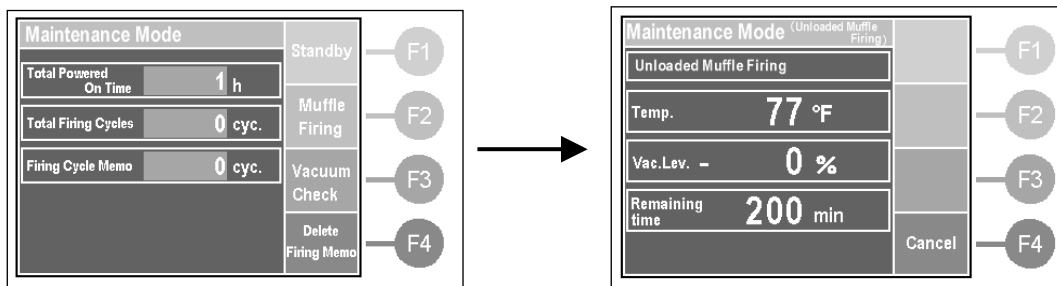 Maintenance Mode
Standby
F1
Total Powered
On Time
1 h
Muffle
Firing
F2
Total Firing Cycles
0 cyc.
Firing Cycle Memo
0 cyc.
Vacuum
Check
F3
Delete
Firing Memo
F4
Maintenance Mode (Unloaded Muffle
Firing)
F1
Unloaded Muffle Firing
Temp. 77 °F
F2
Vac.Lev. - 0 %
F3
Remaining
time
200 min
Cancel
F4